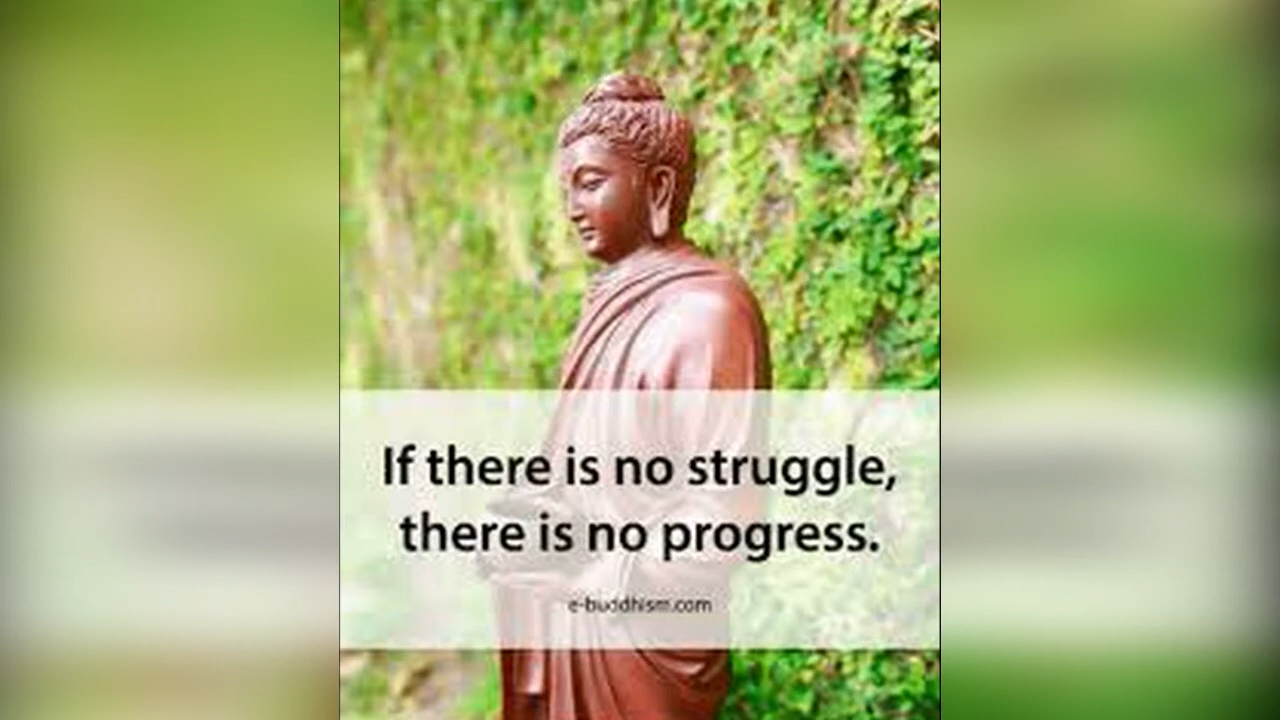 If there is no struggle,
there is no progress.
e-buddhism.com